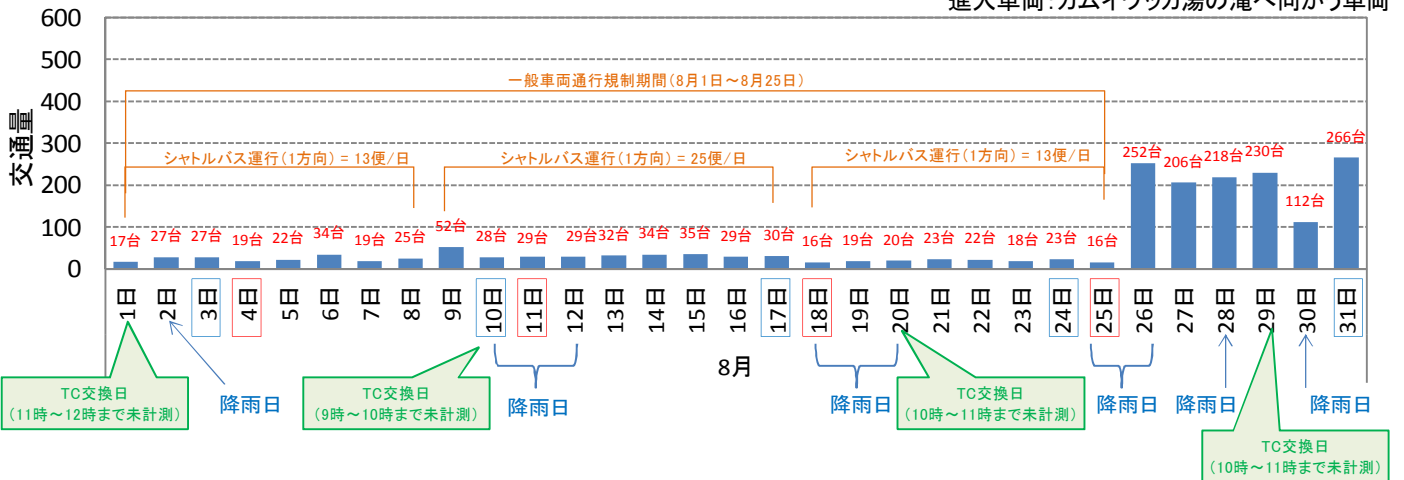 進入車両：カムイワッカ湯の滝へ向かう車両
600
500
400
300
200
100
0
交通量
一般車両通行規制期間（8月1日～8月25日）
シャトルバス運行（1方向）＝13便/日
シャトルバス運行（1方向）＝25便/日
シャトルバス運行（1方向）＝13便/日
17台 27台 27台 19台 22台 34台 19台 25台 52台 28台 29台 29台 32台 34台 35台 29台 30台 16台 19台 20台 23台 22台 18台 23台 16台 252台 206台 218台 230台 112台 266台
1日 2日 3日 4日 5日 6日 7日 8日 9日 10日 11日 12日 13日 14日 15日 16日 17日 18日 19日 20日 21日 22日 23日 24日 25日 26日 27日 28日 29日 30日 31日
8月
TC交換日
（11時～12時まで未計測）
降雨日
TC交換日
（9時～10時まで未計測）
降雨日
降雨日
TC交換日
（10時～11時まで未計測）
降雨日
降雨日
降雨日
TC交換日
（10時～11時まで未計測）